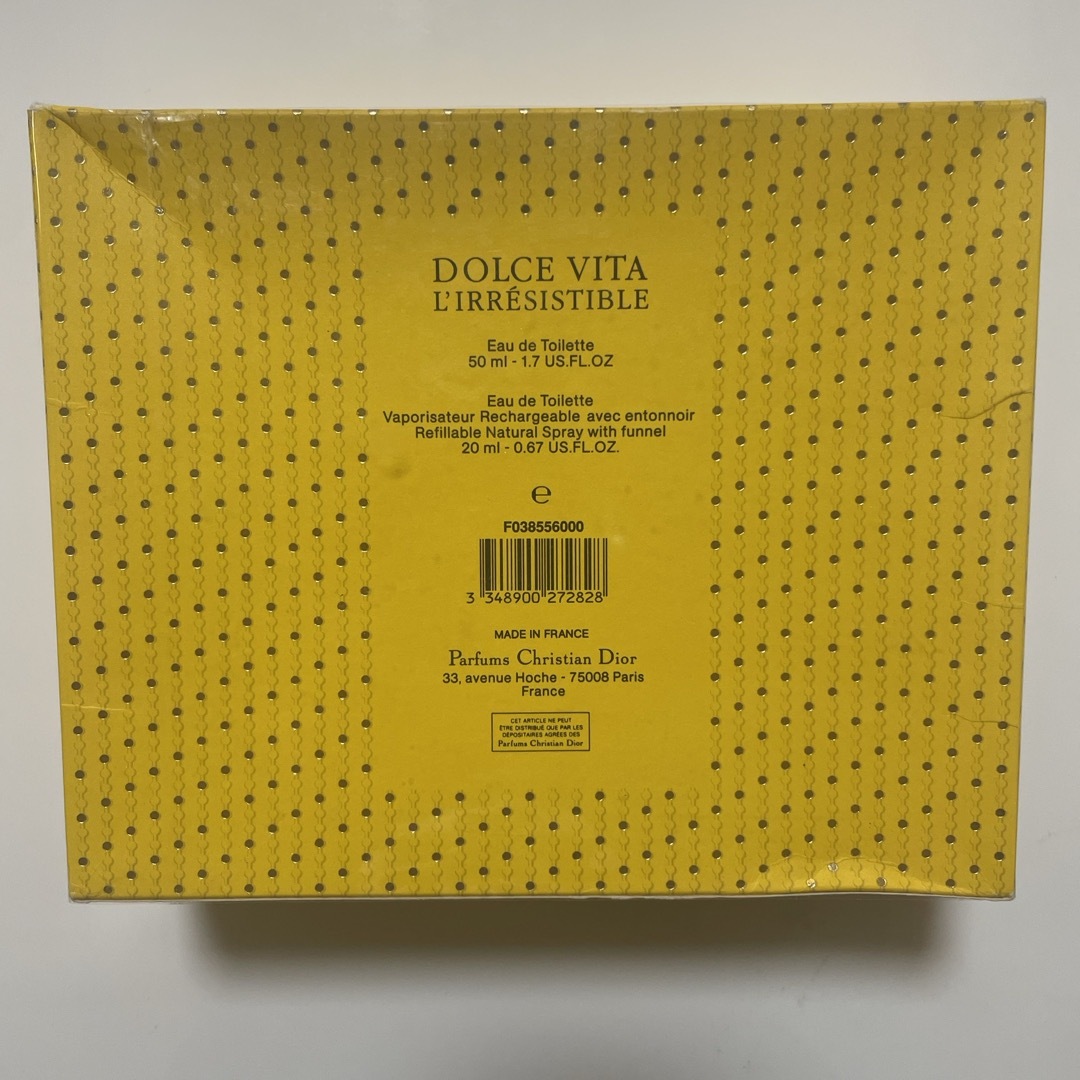 DOLCE VITA
L'IRRÉSISTIBLE
Eau de Toilette
50 ml - 1.7 US.FL.OZ
Eau de Toilette
Vaporisateur Rechargeable avec entonnoir
Refillable Natural Spray with funnel
20 ml - 0.67 US.FL.OZ.
e
F038556000
3 348900 272828
MADE IN FRANCE
Parfums Christian Dior
33, avenue Hoche - 75008 Paris
France
CET ARTICLE NE PEUT
ÊTRE DISTRIBUÉ QUE PAR LES
DÉPOSITAIRES AGRÉES DES
Parfums Christian Dior